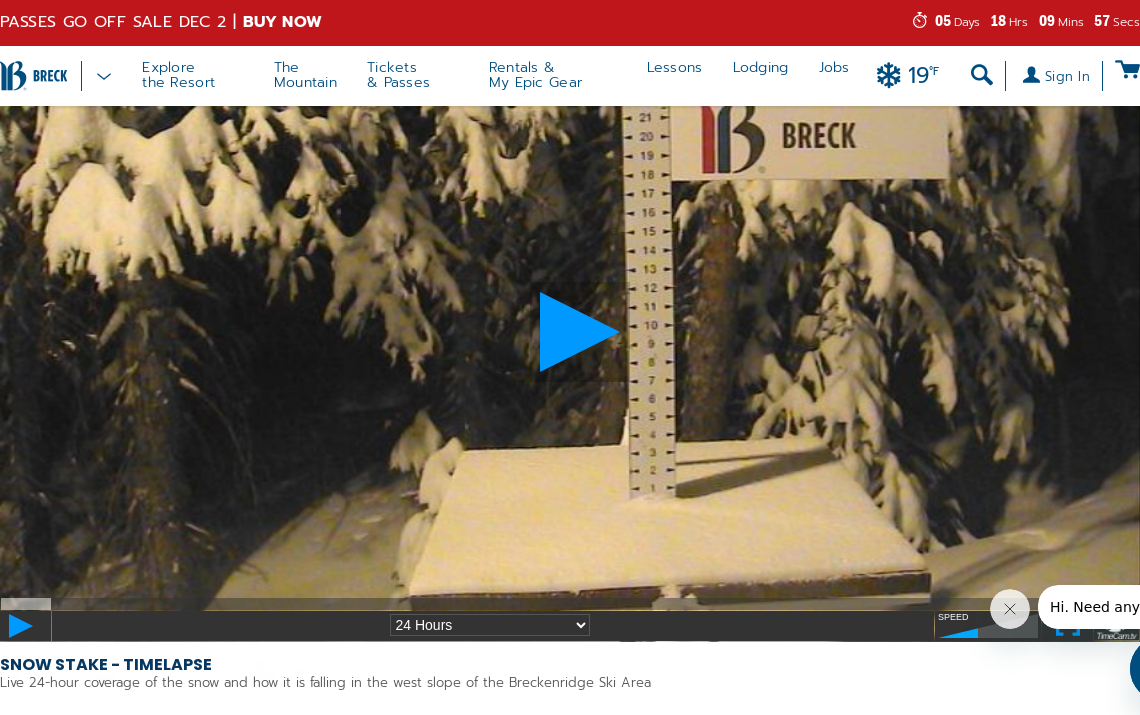 PASSES GO OFF SALE DEC 2 | BUY NOW
05 Days 18 Hrs 09 Mins 57 Secs
BRECK
Explore
the Resort
The
Mountain
Tickets
& Passes
Rentals &
My Epic Gear
Lessons
Lodging
Jobs
19°F
Sign In
21
20
19
18
17
16
15
14
13
12
11
10
9
8
7
6
5
4
3
2
1
BRECK
24 Hours
SPEED
Hi. Need any
TimeCam.tv
SNOW STAKE - TIMELAPSE
Live 24-hour coverage of the snow and how it is falling in the west slope of the Breckenridge Ski Area